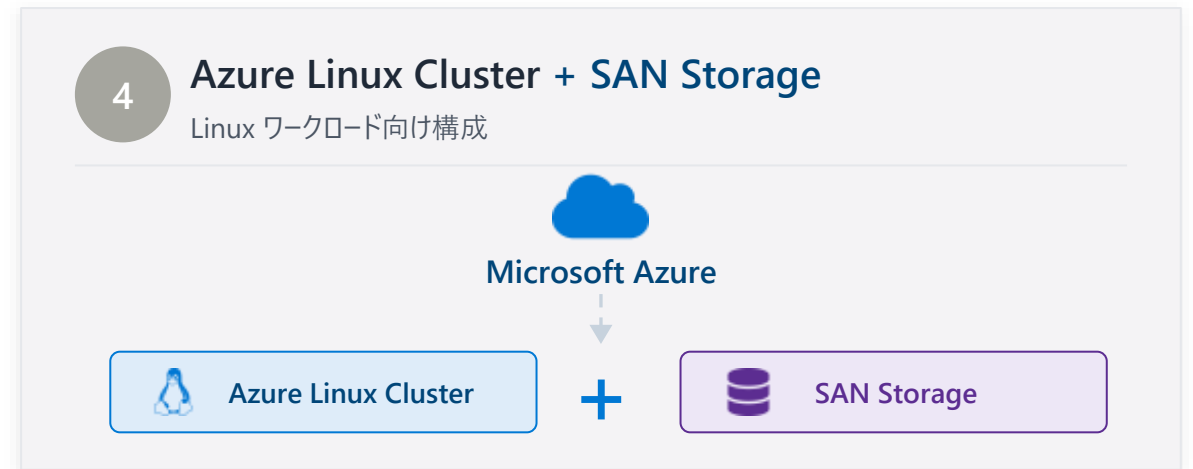 4
Azure Linux Cluster + SAN Storage
Linux ワークロード向け構成
Microsoft Azure
Azure Linux Cluster
+
SAN Storage